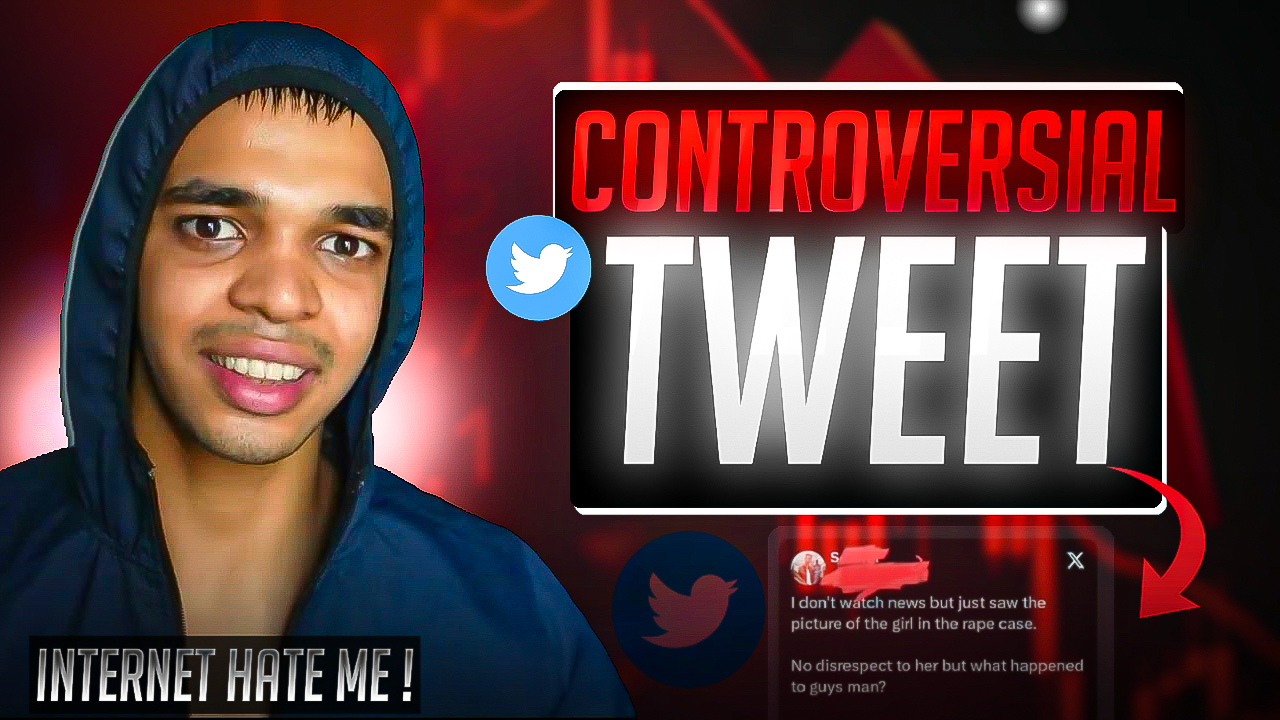 CONTROVERSIAL
TWEET
I don't watch news but just saw the
picture of the girl in the rape case.
No disrespect to her but what happened
to guys man?
INTERNET HATE ME !